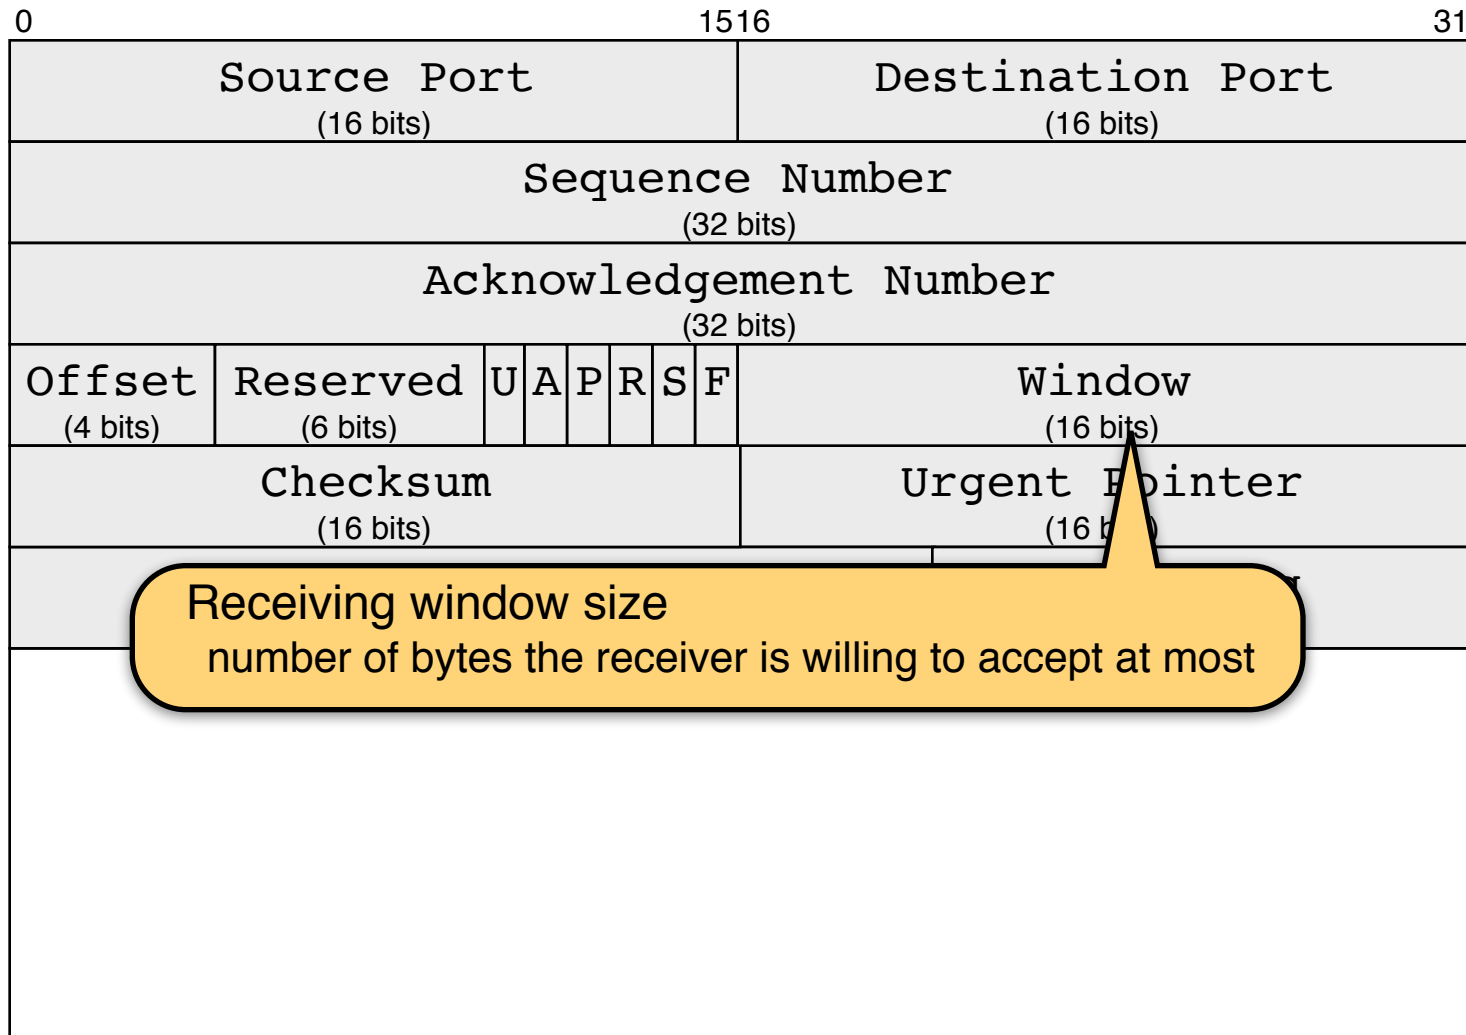 0 1516 31
Source Port Destination Port
(16 bits) (16 bits)
Sequence Number
(32 bits)
Acknowledgement Number
(32 bits)
Offset Reserved U A P R S F Window
(4 bits) (6 bits) (16 bits)
Checksum Urgent Pointer
(16 bits) (16 bits)
Receiving window size
number of bytes the receiver is willing to accept at most